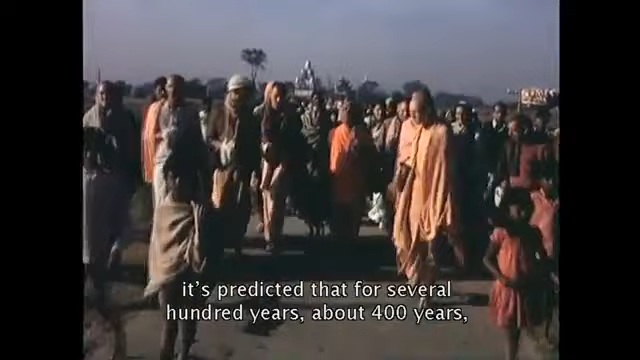 it's predicted that for several
hundred years, about 400 years,